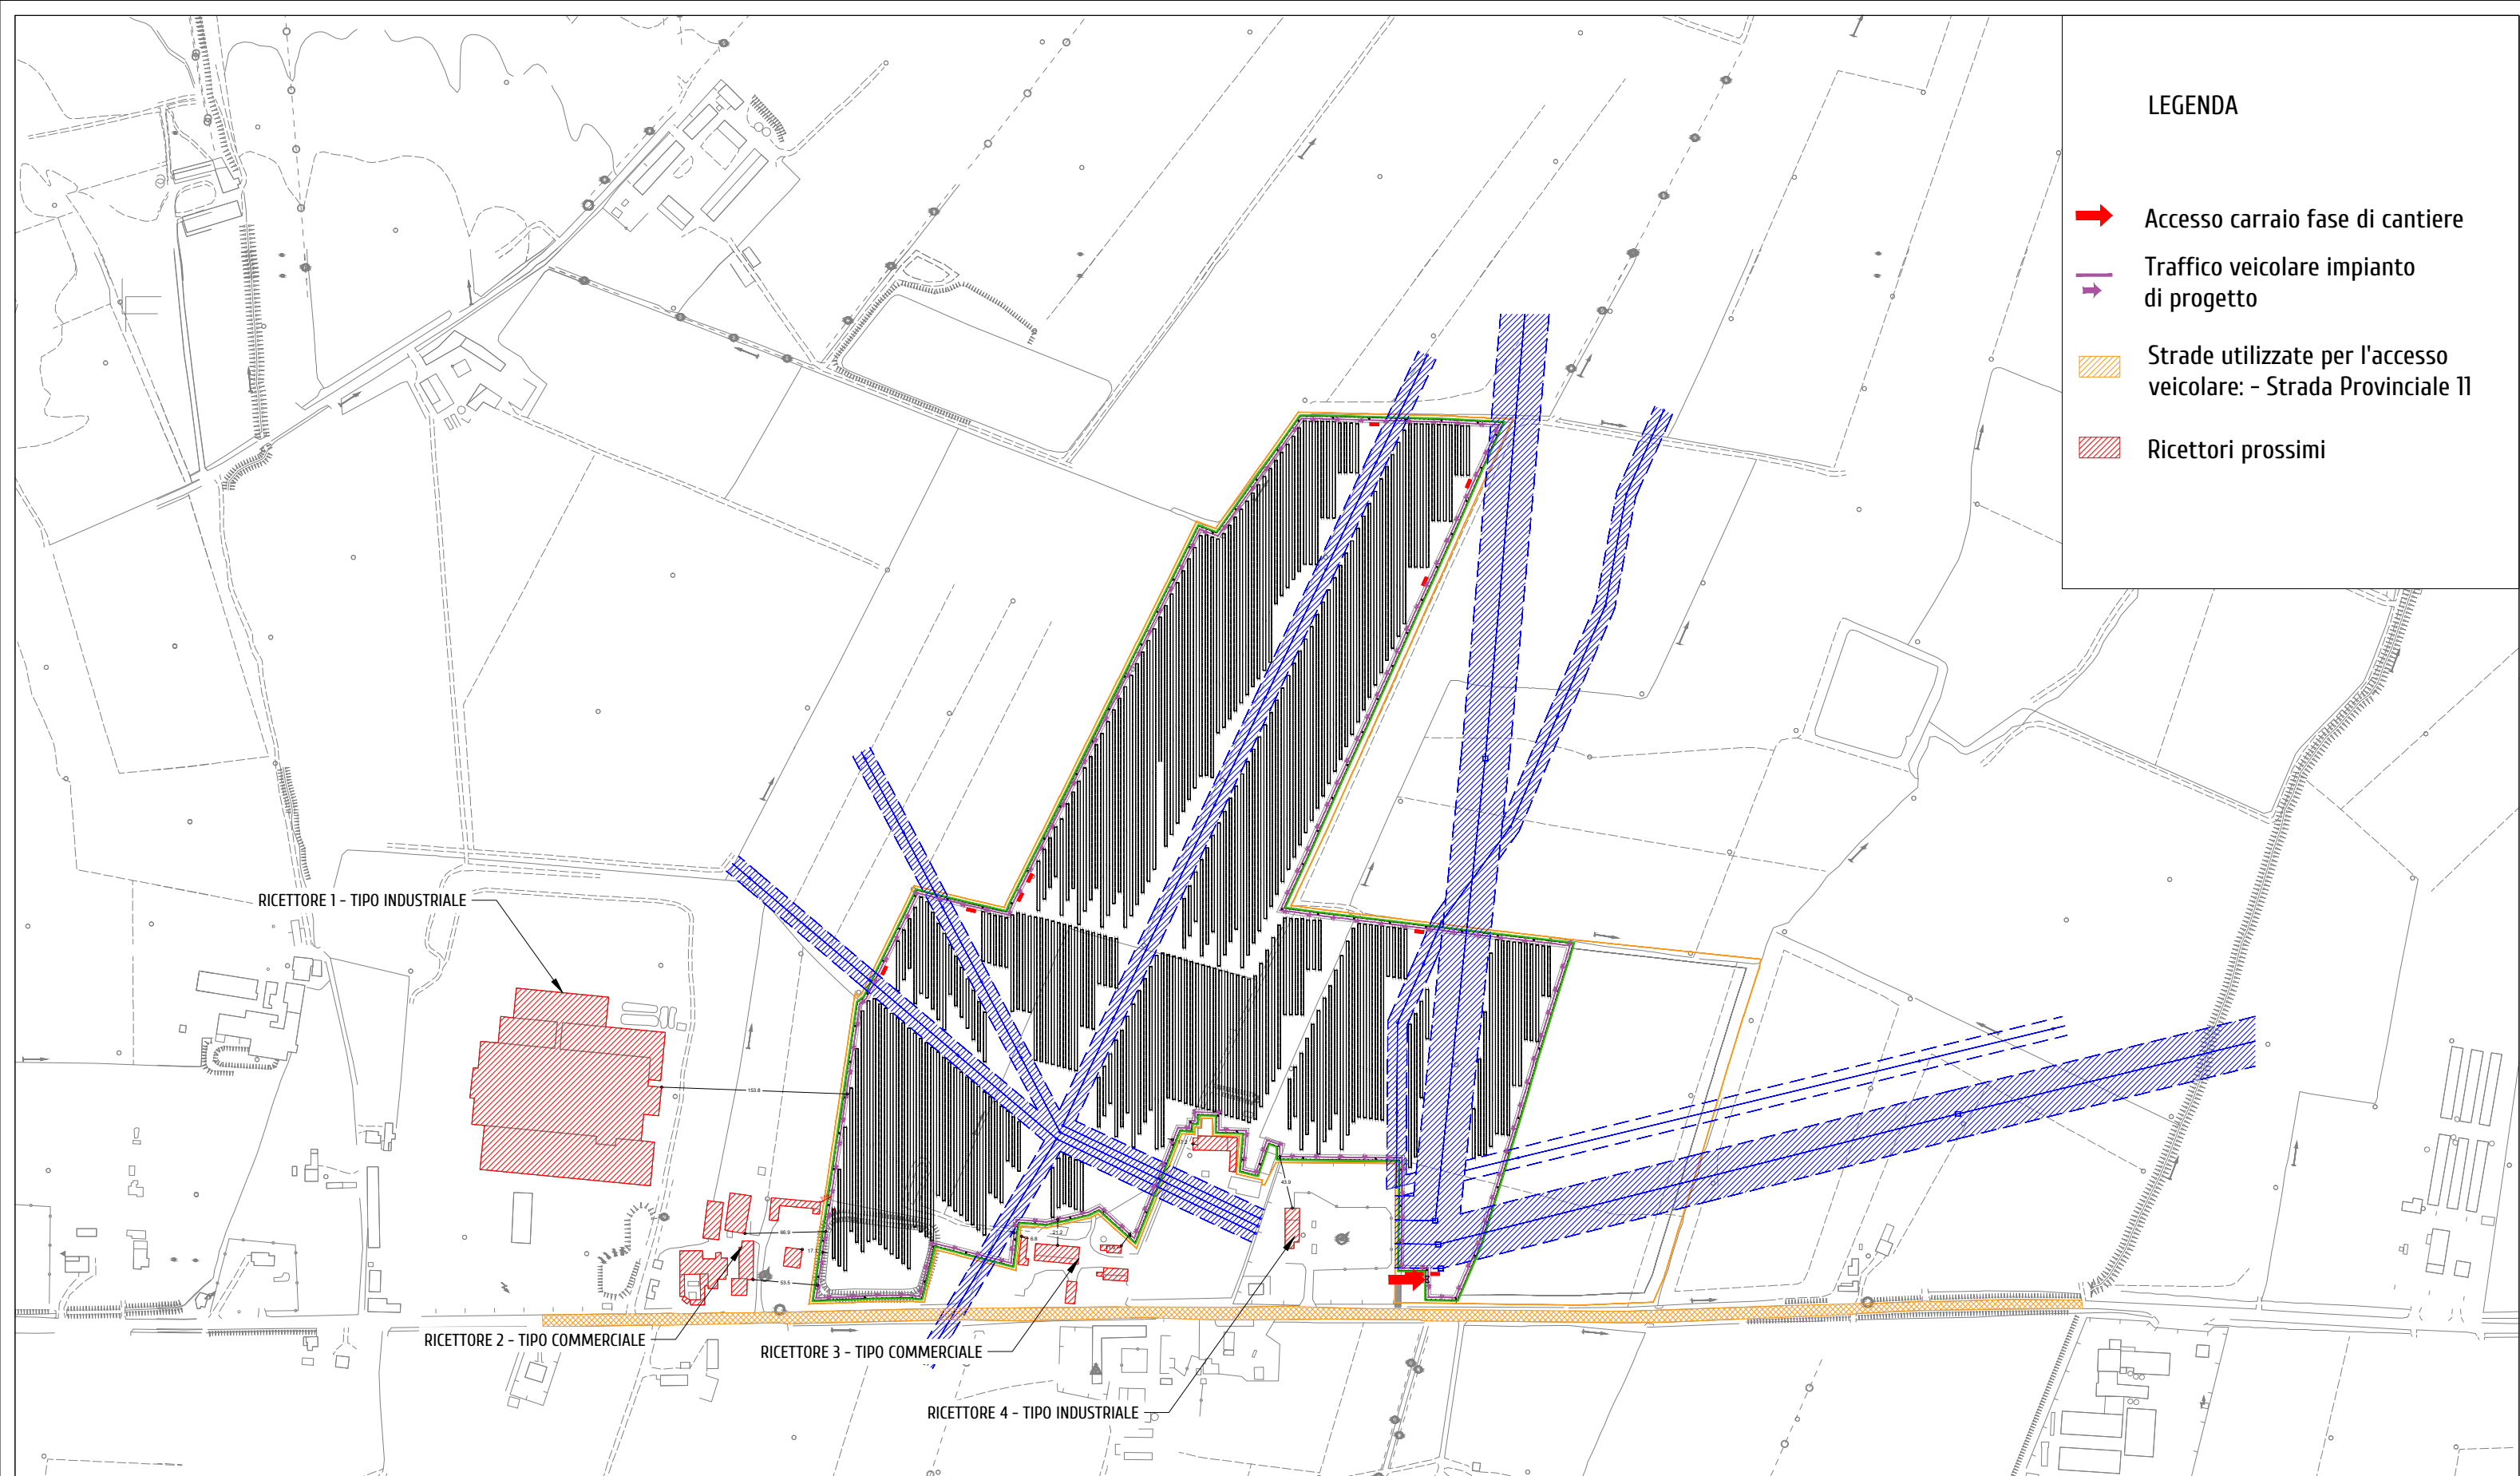 LEGENDA
Accesso carraio fase di cantiere
Traffico veicolare impianto
di progetto
Strade utilizzate per l'accesso
veicolare: - Strada Provinciale 11
Ricettori prossimi
RICETTORE 1 - TIPO INDUSTRIALE
RICETTORE 2 - TIPO COMMERCIALE
RICETTORE 3 - TIPO COMMERCIALE
RICETTORE 4 - TIPO INDUSTRIALE